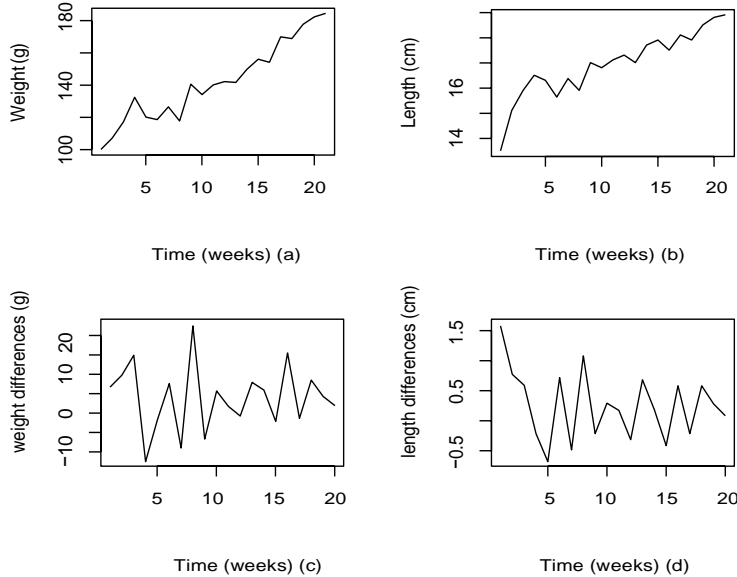 Weight (g)
100 140 180
5 10 15 20
Time (weeks) (a)
Length (cm)
14 16
5 10 15 20
Time (weeks) (b)
weight differences (g)
−10 0 10 20
5 10 15 20
Time (weeks) (c)
length differences (cm)
−0.5 0.5 1.5
5 10 15 20
Time (weeks) (d)